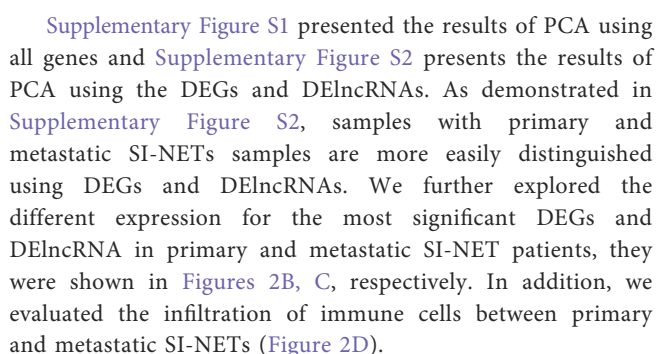 Supplementary Figure S1 presented the results of PCA using
all genes and Supplementary Figure S2 presents the results of
PCA using the DEGs and DElncRNAs. As demonstrated in
Supplementary Figure S2, samples with primary and
metastatic SI-NETs samples are more easily distinguished
using DEGs and DElncRNAs. We further explored the
different expression for the most significant DEGs and
DElncRNA in primary and metastatic SI-NET patients, they
were shown in Figures 2B, C, respectively. In addition, we
evaluated the infiltration of immune cells between primary
and metastatic SI-NETs (Figure 2D).